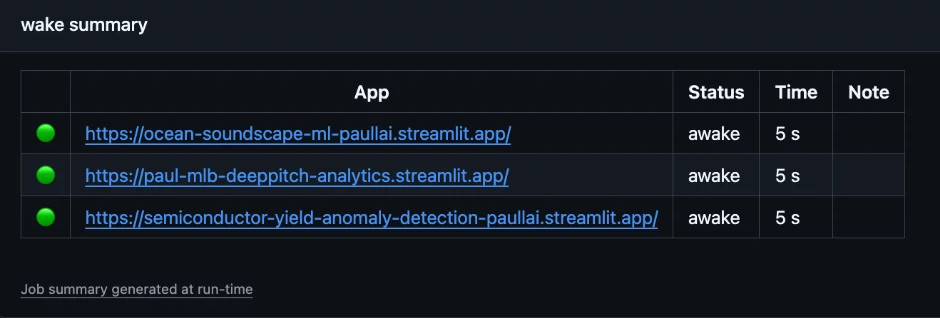 wake summary
App Status Time Note
https://ocean-soundscape-ml-paullai.streamlit.app/ awake 5 s
https://paul-mlb-deeppitch-analytics.streamlit.app/ awake 5 s
https://semiconductor-yield-anomaly-detection-paullai.streamlit.app/ awake 5 s
Job summary generated at run-time